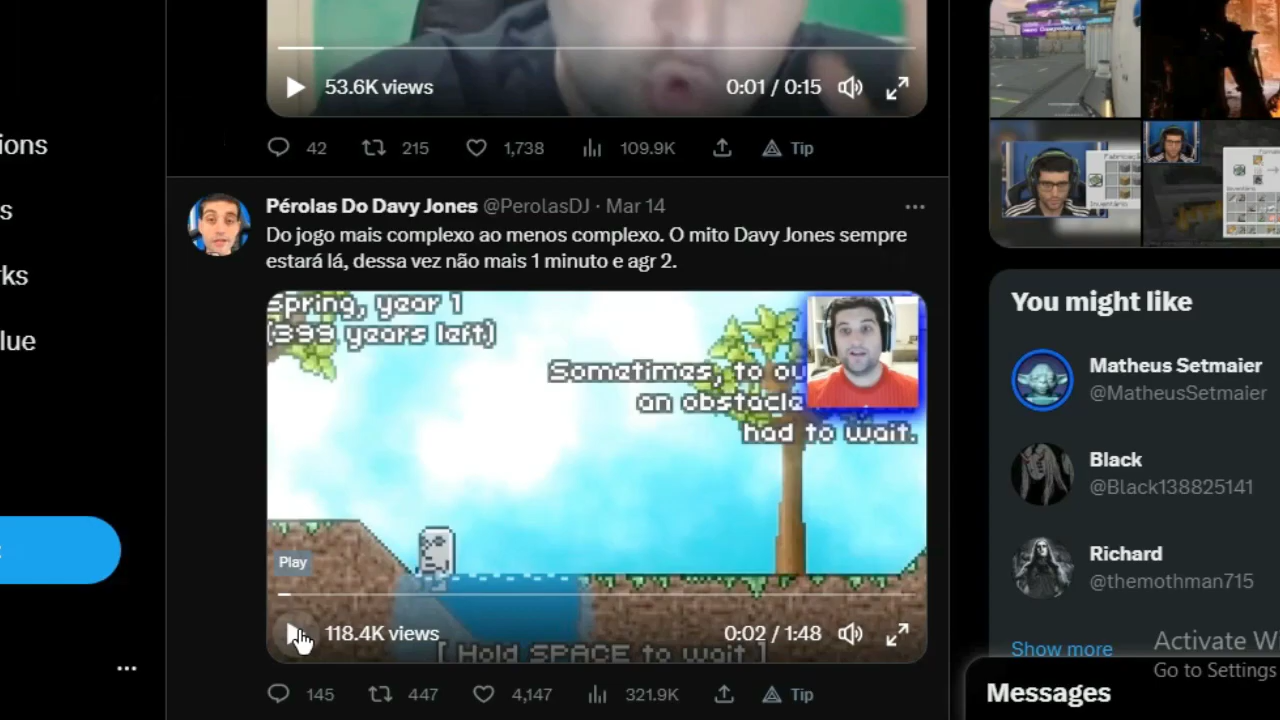 53.6K views
0:01 / 0:15
42
215
1,738
109.9K
Tip
Pérolas Do Davy Jones @PerolasDJ · Mar 14
Do jogo mais complexo ao menos complexo. O mito Davy Jones sempre
estará lá, dessa vez não mais 1 minuto e agr 2.
Spring, year 1
(399 years left)
Sometimes, to ou
an obstacle
had to wait.
Play
118.4K views
0:02 / 1:48
[ Hold SPACE to wait ]
145
447
4,147
321.9K
Tip
ions
s
ks
lue
You might like
Matheus Setmaier
@MatheusSetmaier
Black
@Black138825141
Richard
@themothman715
Show more
Activate W
Go to Settings
Messages